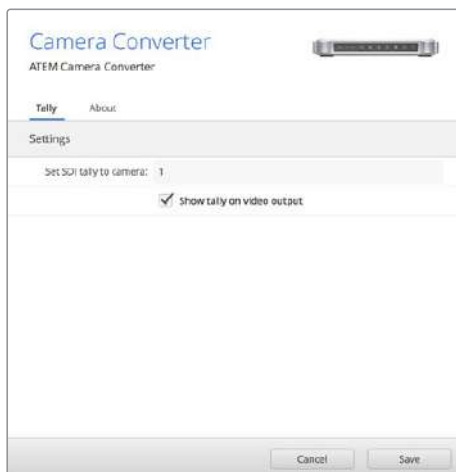 Camera Converter
ATEM Camera Converter
Tally About
Settings
Set SDI tally to camera: 1
Show tally on video output
Cancel Save